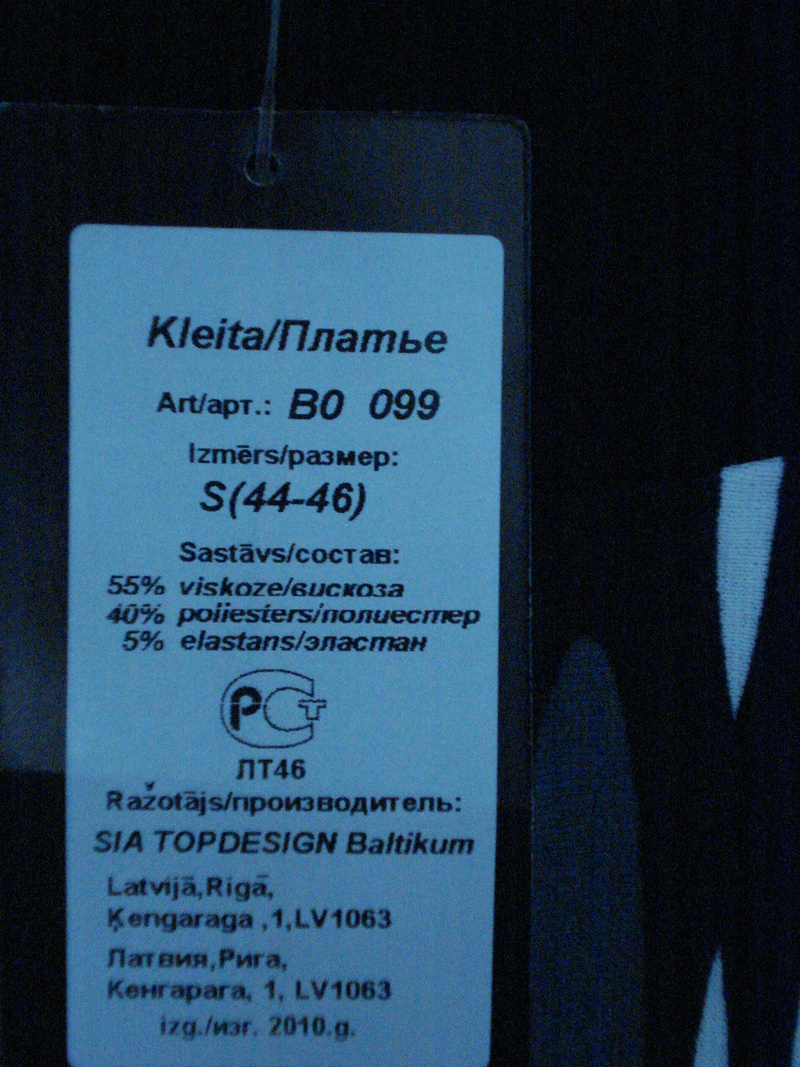 Kleita/Платье
Art/арт.: B0 099
Izmērs/размер:
S(44-46)
Sastāvs/состав:
55% viskoze/вискоза
40% poliesters/полиестер
5% elastans/эластан
РСТ
ЛТ46
Ražotājs/производитель:
SIA TOPDESIGN Baltikum
Latvijā,Rigā,
Ķengaraga ,1,LV1063
Латвия,Рига,
Кенгарага, 1, LV1063
izg./изг. 2010.g.